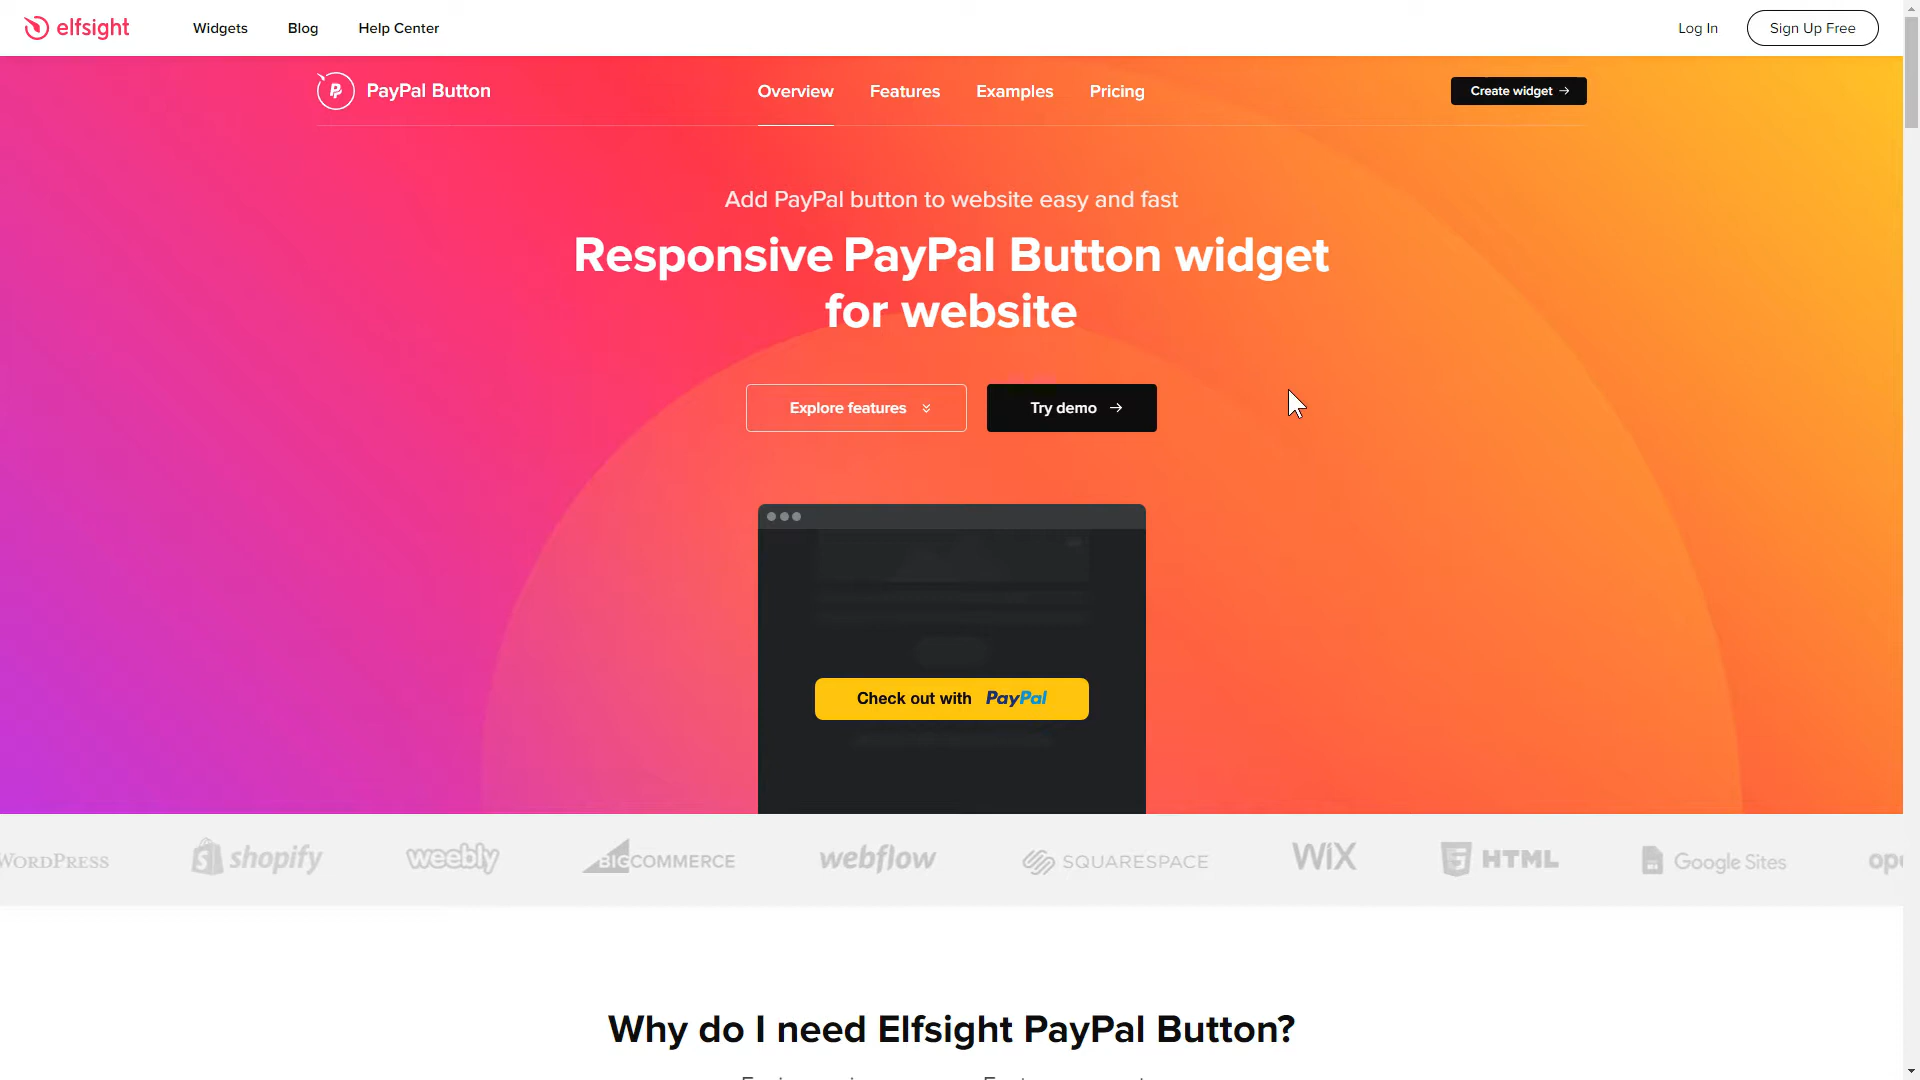 elfsight
Widgets Blog Help Center
Log In Sign Up Free
PayPal Button
Overview Features Examples Pricing
Create widget →
Add PayPal button to website easy and fast
Responsive PayPal Button widget
for website
Explore features
Try demo →
Check out with PayPal
WORDPRESS shopify weebly BIGCOMMERCE webflow SQUARESPACE WIX HTML Google Sites
Why do I need Elfsight PayPal Button?